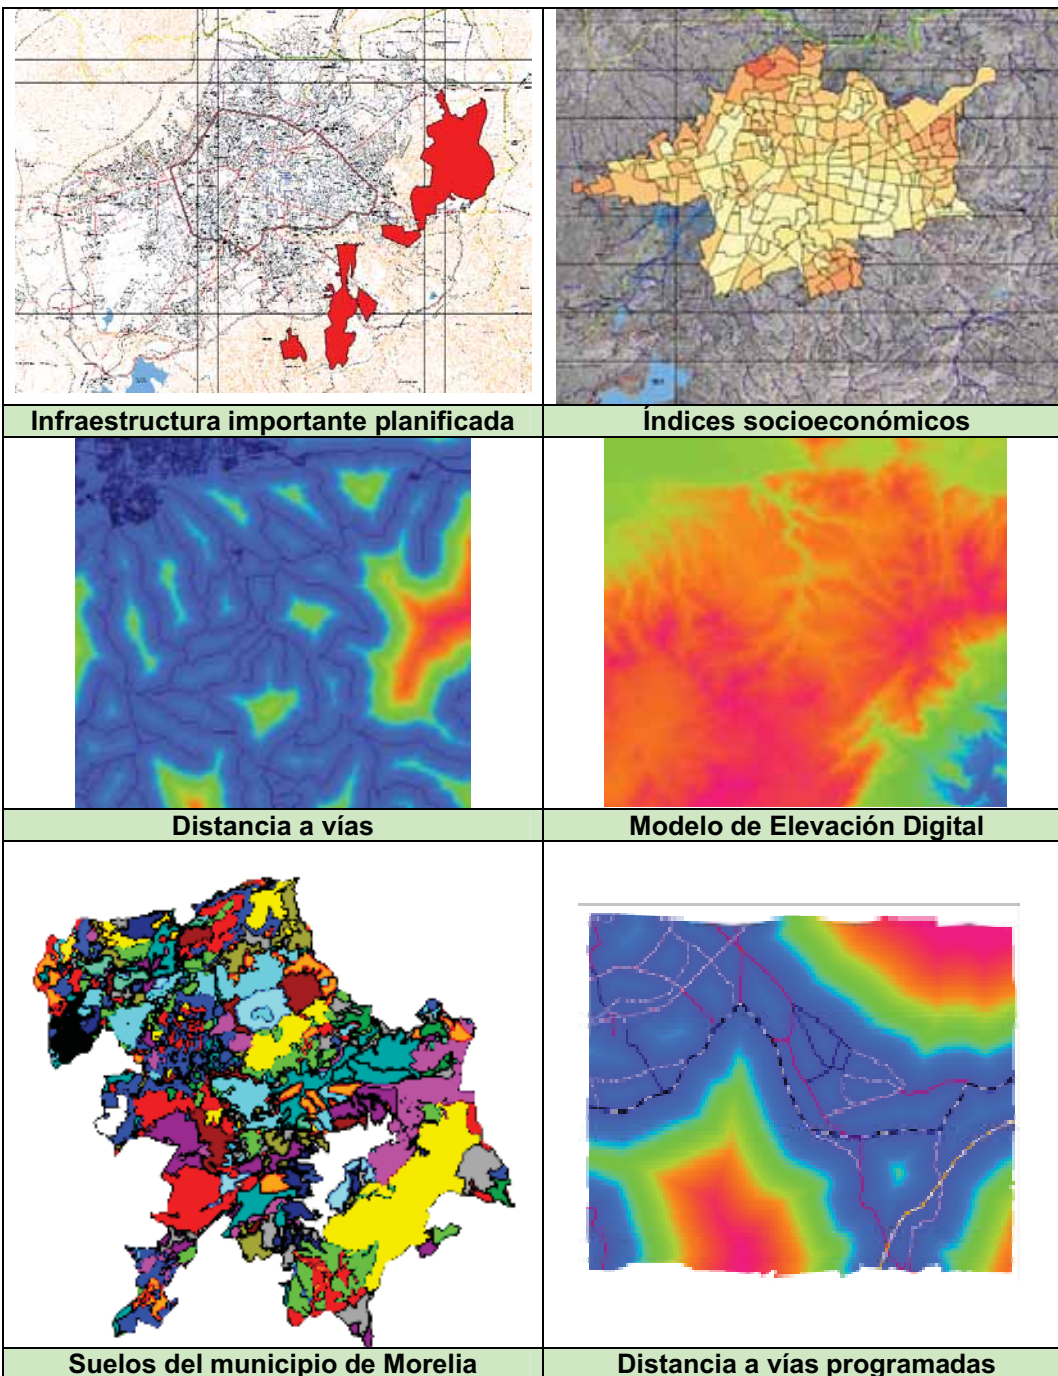 Infraestructura importante planificada
Índices socioeconómicos
Distancia a vías
Modelo de Elevación Digital
Suelos del municipio de Morelia
Distancia a vías programadas